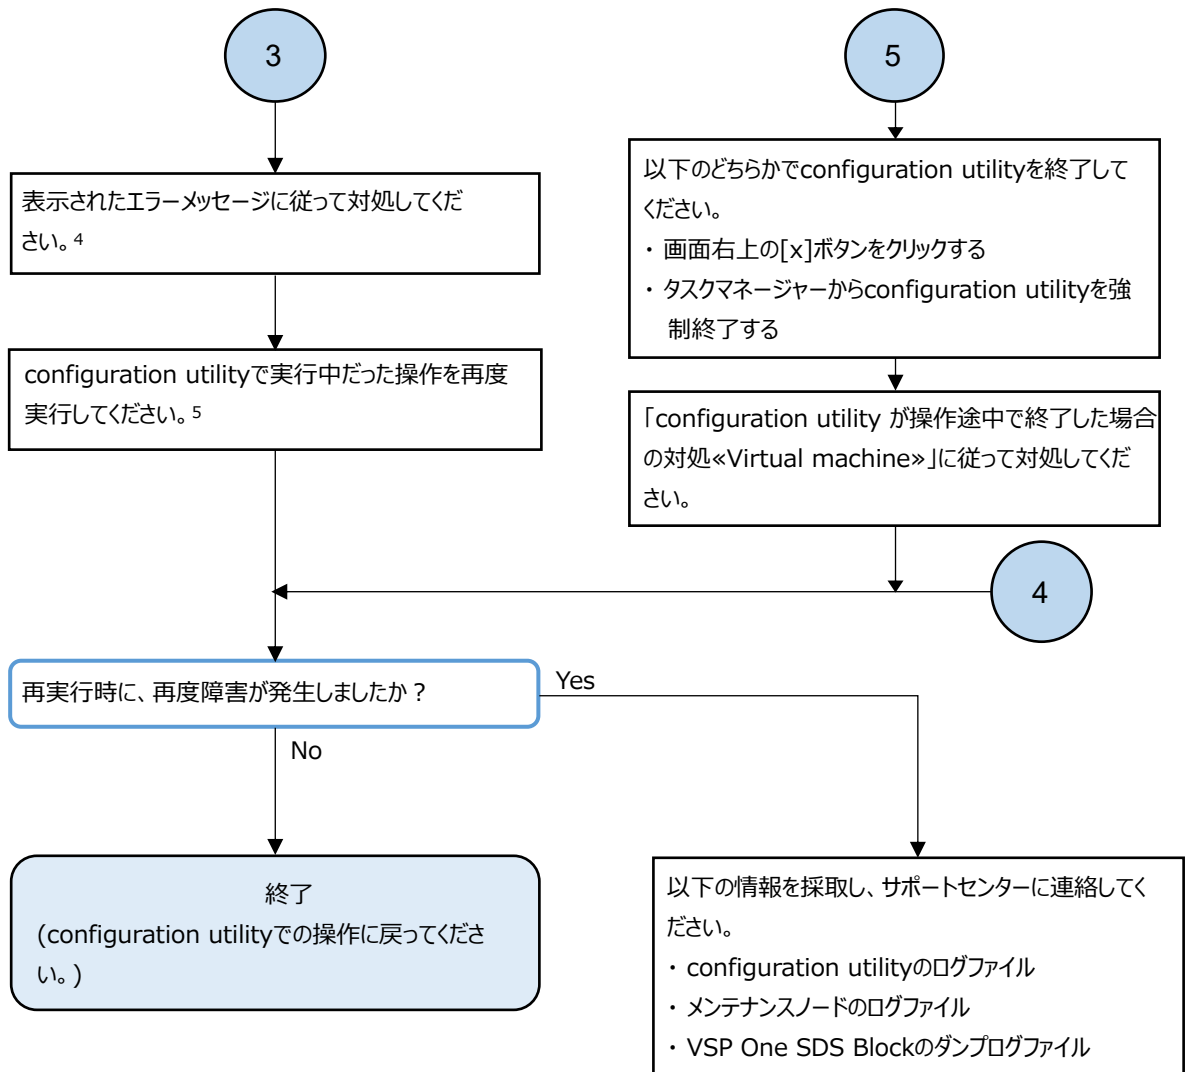 3
表示されたエラーメッセージに従って対処してくだ
さい。4
configuration utilityで実行中だった操作を再度
実行してください。5
5
以下のどちらかでconfiguration utilityを終了して
ください。
・ 画面右上の[x]ボタンをクリックする
・ タスクマネージャーからconfiguration utilityを強
制終了する
「configuration utility が操作途中で終了した場合
の対処«Virtual machine»」に従って対処してくだ
さい。
4
再実行時に、再度障害が発生しましたか？
Yes
No
終了
(configuration utilityでの操作に戻ってくださ
い。)
以下の情報を採取し、サポートセンターに連絡してく
ださい。
・ configuration utilityのログファイル
・ メンテナンスノードのログファイル
・ VSP One SDS Blockのダンプログファイル